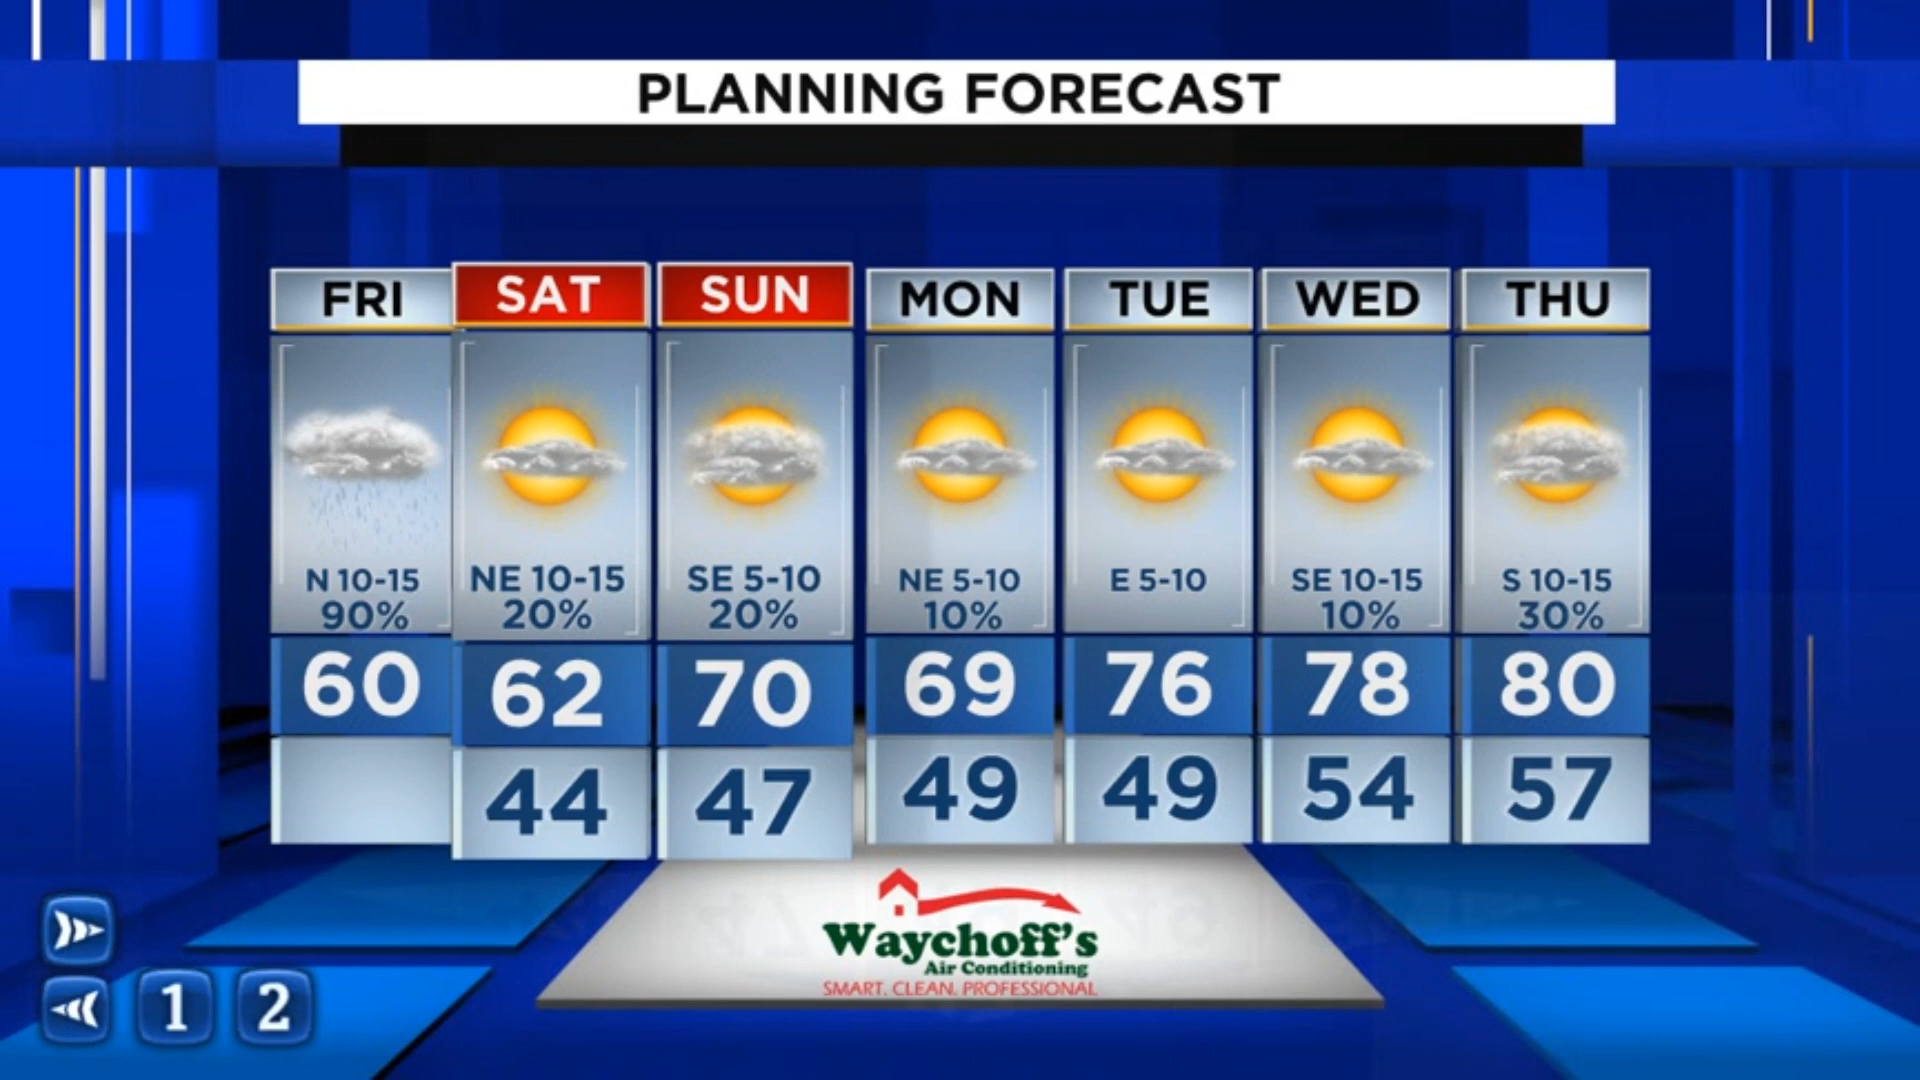 PLANNING FORECAST
FRI SAT SUN MON TUE WED THU
N 10-15 NE 10-15 SE 5-10 NE 5-10 E 5-10 SE 10-15 S 10-15
90% 20% 20% 10% 10% 30%
60 62 70 69 76 78 80
44 47 49 49 54 57
Waychoff's
Air Conditioning
SMART. CLEAN. PROFESSIONAL
1 2